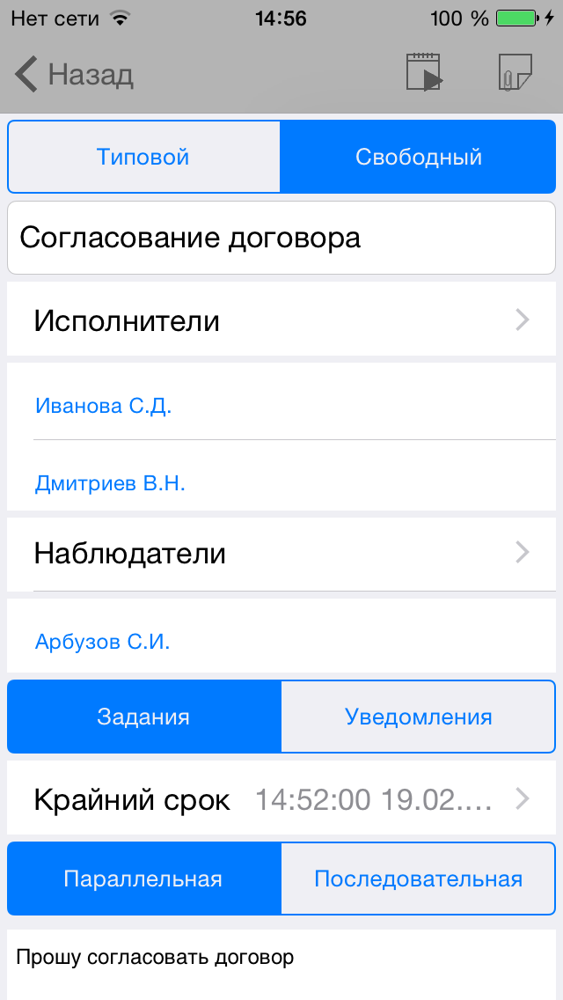 Нет сети 14:56 100 %
Назад
Типовой Свободный
Согласование договора
Исполнители
Иванова С.Д.
Дмитриев В.Н.
Наблюдатели
Арбузов С.И.
Задания Уведомления
Крайний срок 14:52:00 19.02.…
Параллельная Последовательная
Прошу согласовать договор